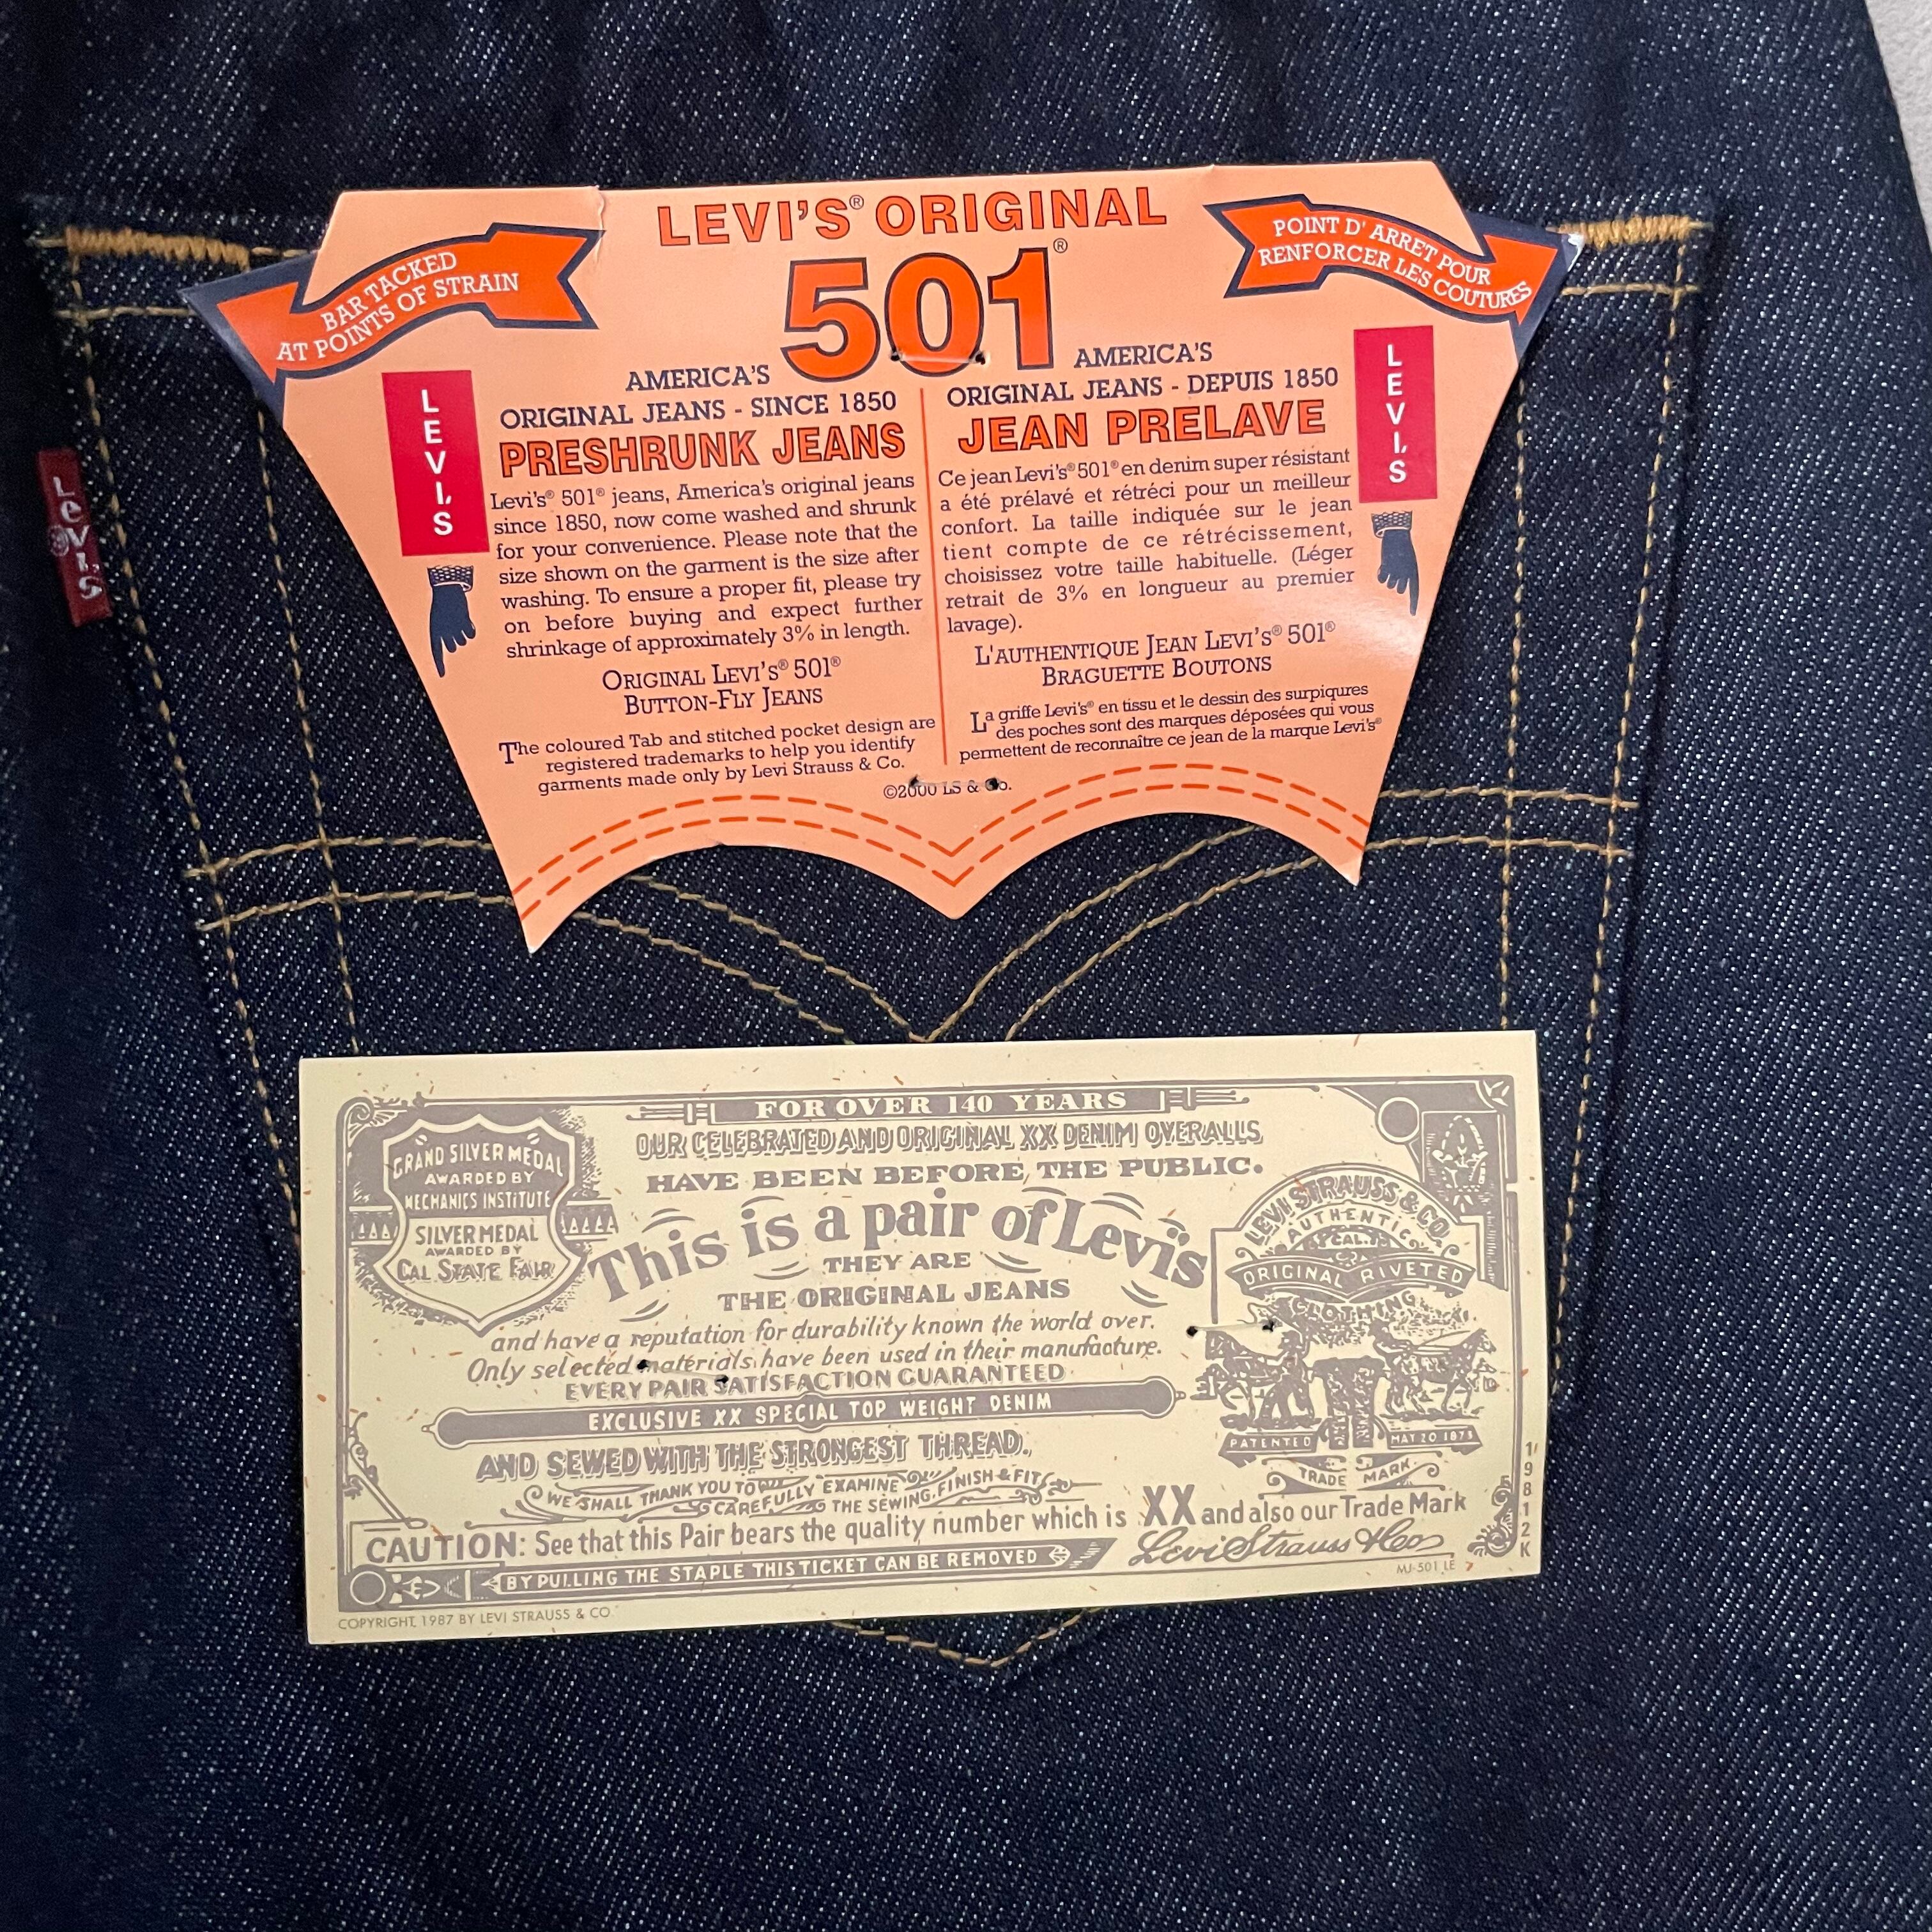 LEVI'S® ORIGINAL
501®
BAR TACKED
AT POINTS OF STRAIN
POINT D' ARRET POUR
RENFORCER LES COUTURES
LEVI'S
AMERICA'S
ORIGINAL JEANS - SINCE 1850
PRESHRUNK JEANS
Levi's® 501® jeans, America's original jeans
since 1850, now come washed and shrunk
for your convenience. Please note that the
size shown on the garment is the size after
washing. To ensure a proper fit, please try
on before buying and expect further
shrinkage of approximately 3% in length.
ORIGINAL LEVI'S® 501®
BUTTON-FLY JEANS
The coloured Tab and stitched pocket design are
registered trademarks to help you identify
garments made only by Levi Strauss & Co.
AMERICA'S
ORIGINAL JEANS - DEPUIS 1850
JEAN PRELAVE
Ce jean Levi's® 501® en denim super résistant
a été prélavé et rétréci pour un meilleur
confort. La taille indiquée sur le jean
tient compte de ce rétrécissement,
choisissez votre taille habituelle. (Léger
retrait de 3% en longueur au premier
lavage).
L'AUTHENTIQUE JEAN LEVI'S® 501®
BRAGUETTE BOUTONS
La griffe Levi's® en tissu et le dessin des surpiqures
des poches sont des marques déposées qui vous
permettent de reconnaître ce jean de la marque Levi's®
LEVI'S
©2000 LS & Co.
Levi's
®
FOR OVER 140 YEARS
OUR CELEBRATED AND ORIGINAL XX DENIM OVERALLS
HAVE BEEN BEFORE THE PUBLIC.
This is a pair of Levi's
THEY ARE
THE ORIGINAL JEANS
and have a reputation for durability known the world over.
Only selected materials have been used in their manufacture.
EVERY PAIR SATISFACTION GUARANTEED
EXCLUSIVE XX SPECIAL TOP WEIGHT DENIM
AND SEWED WITH THE STRONGEST THREAD.
WE SHALL THANK YOU TO CAREFULLY EXAMINE THE SEWING, FINISH & FIT
CAUTION: See that this Pair bears the quality number which is XX and also our Trade Mark
BY PULLING THE STAPLE THIS TICKET CAN BE REMOVED
Levi Strauss & Co
GRAND SILVER MEDAL
AWARDED BY
MECHANICS INSTITUTE
SILVER MEDAL
AWARDED BY
CAL STATE FAIR
LEVI STRAUSS & CO.
AUTHENTIC
ORIGINAL RIVETED
CLOTHING
PATENTED
MAY 20 1873
TRADE MARK
19812K
MJ-501 LE
COPYRIGHT, 1987 BY LEVI STRAUSS & CO.